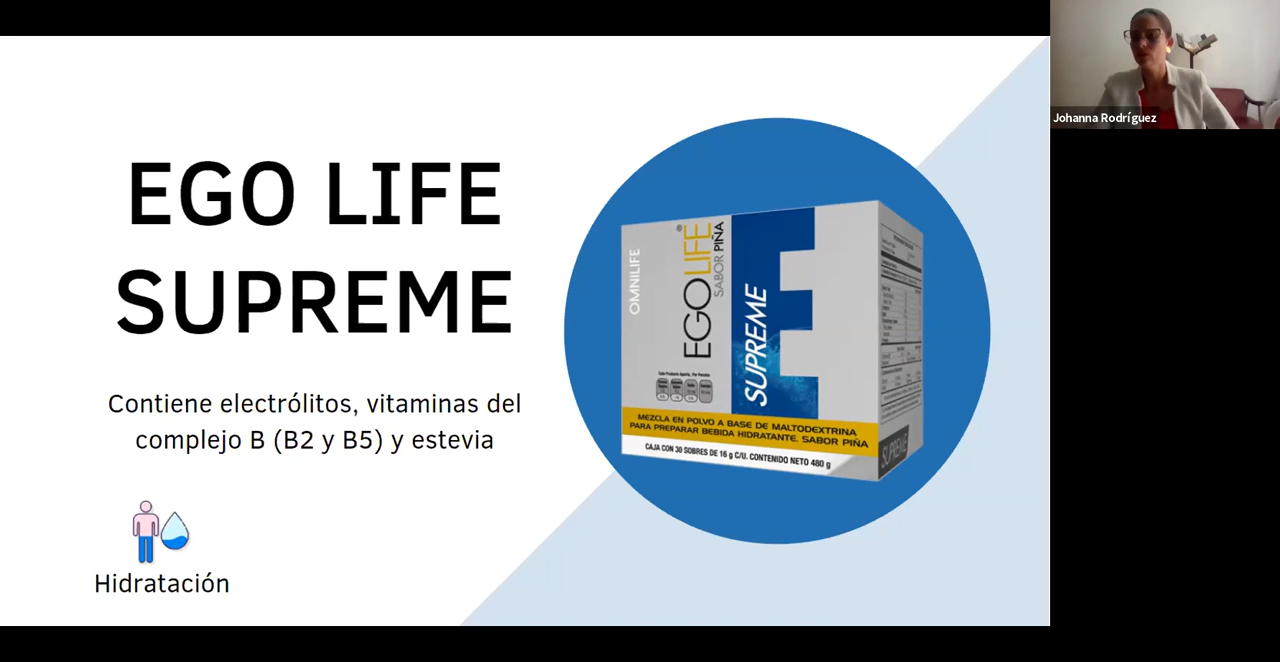 EGO LIFE
SUPREME
Contiene electrólitos, vitaminas del
complejo B (B2 y B5) y estevia
Hidratación
OMNILIFE
EGOLIFE®
SABOR PIÑA
SUPREME
MEZCLA EN POLVO A BASE DE MALTODEXTRINA
PARA PREPARAR BEBIDA HIDRATANTE. SABOR PIÑA
CAJA CON 30 SOBRES DE 16 g C/U. CONTENIDO NETO 480 g
SUPREME
Johanna Rodríguez